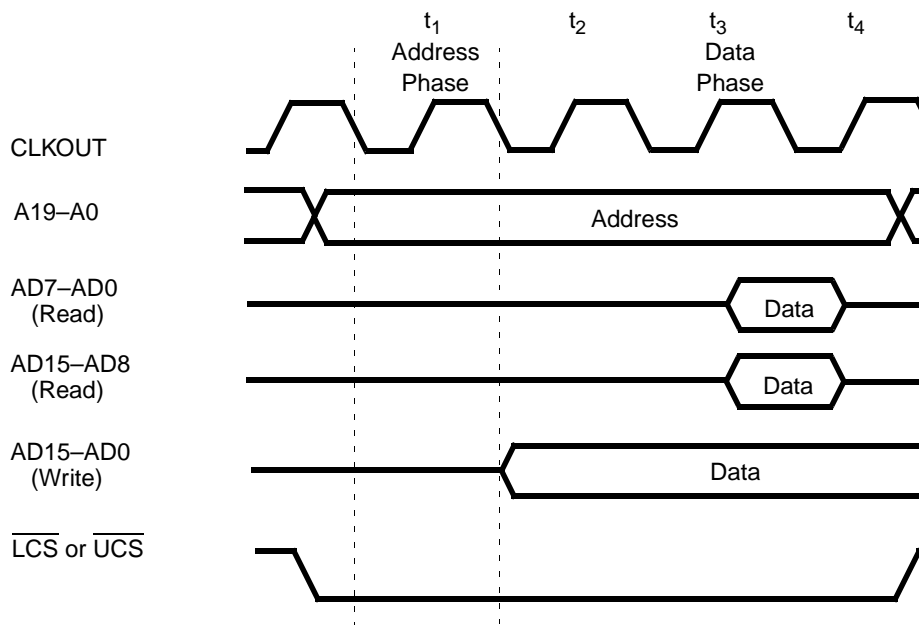 t1 t2 t3 t4
Address Data
Phase Phase
CLKOUT
A19–A0
Address
AD7–AD0
(Read)
Data
AD15–AD8
(Read)
Data
AD15–AD0
(Write)
Data
LCS or UCS